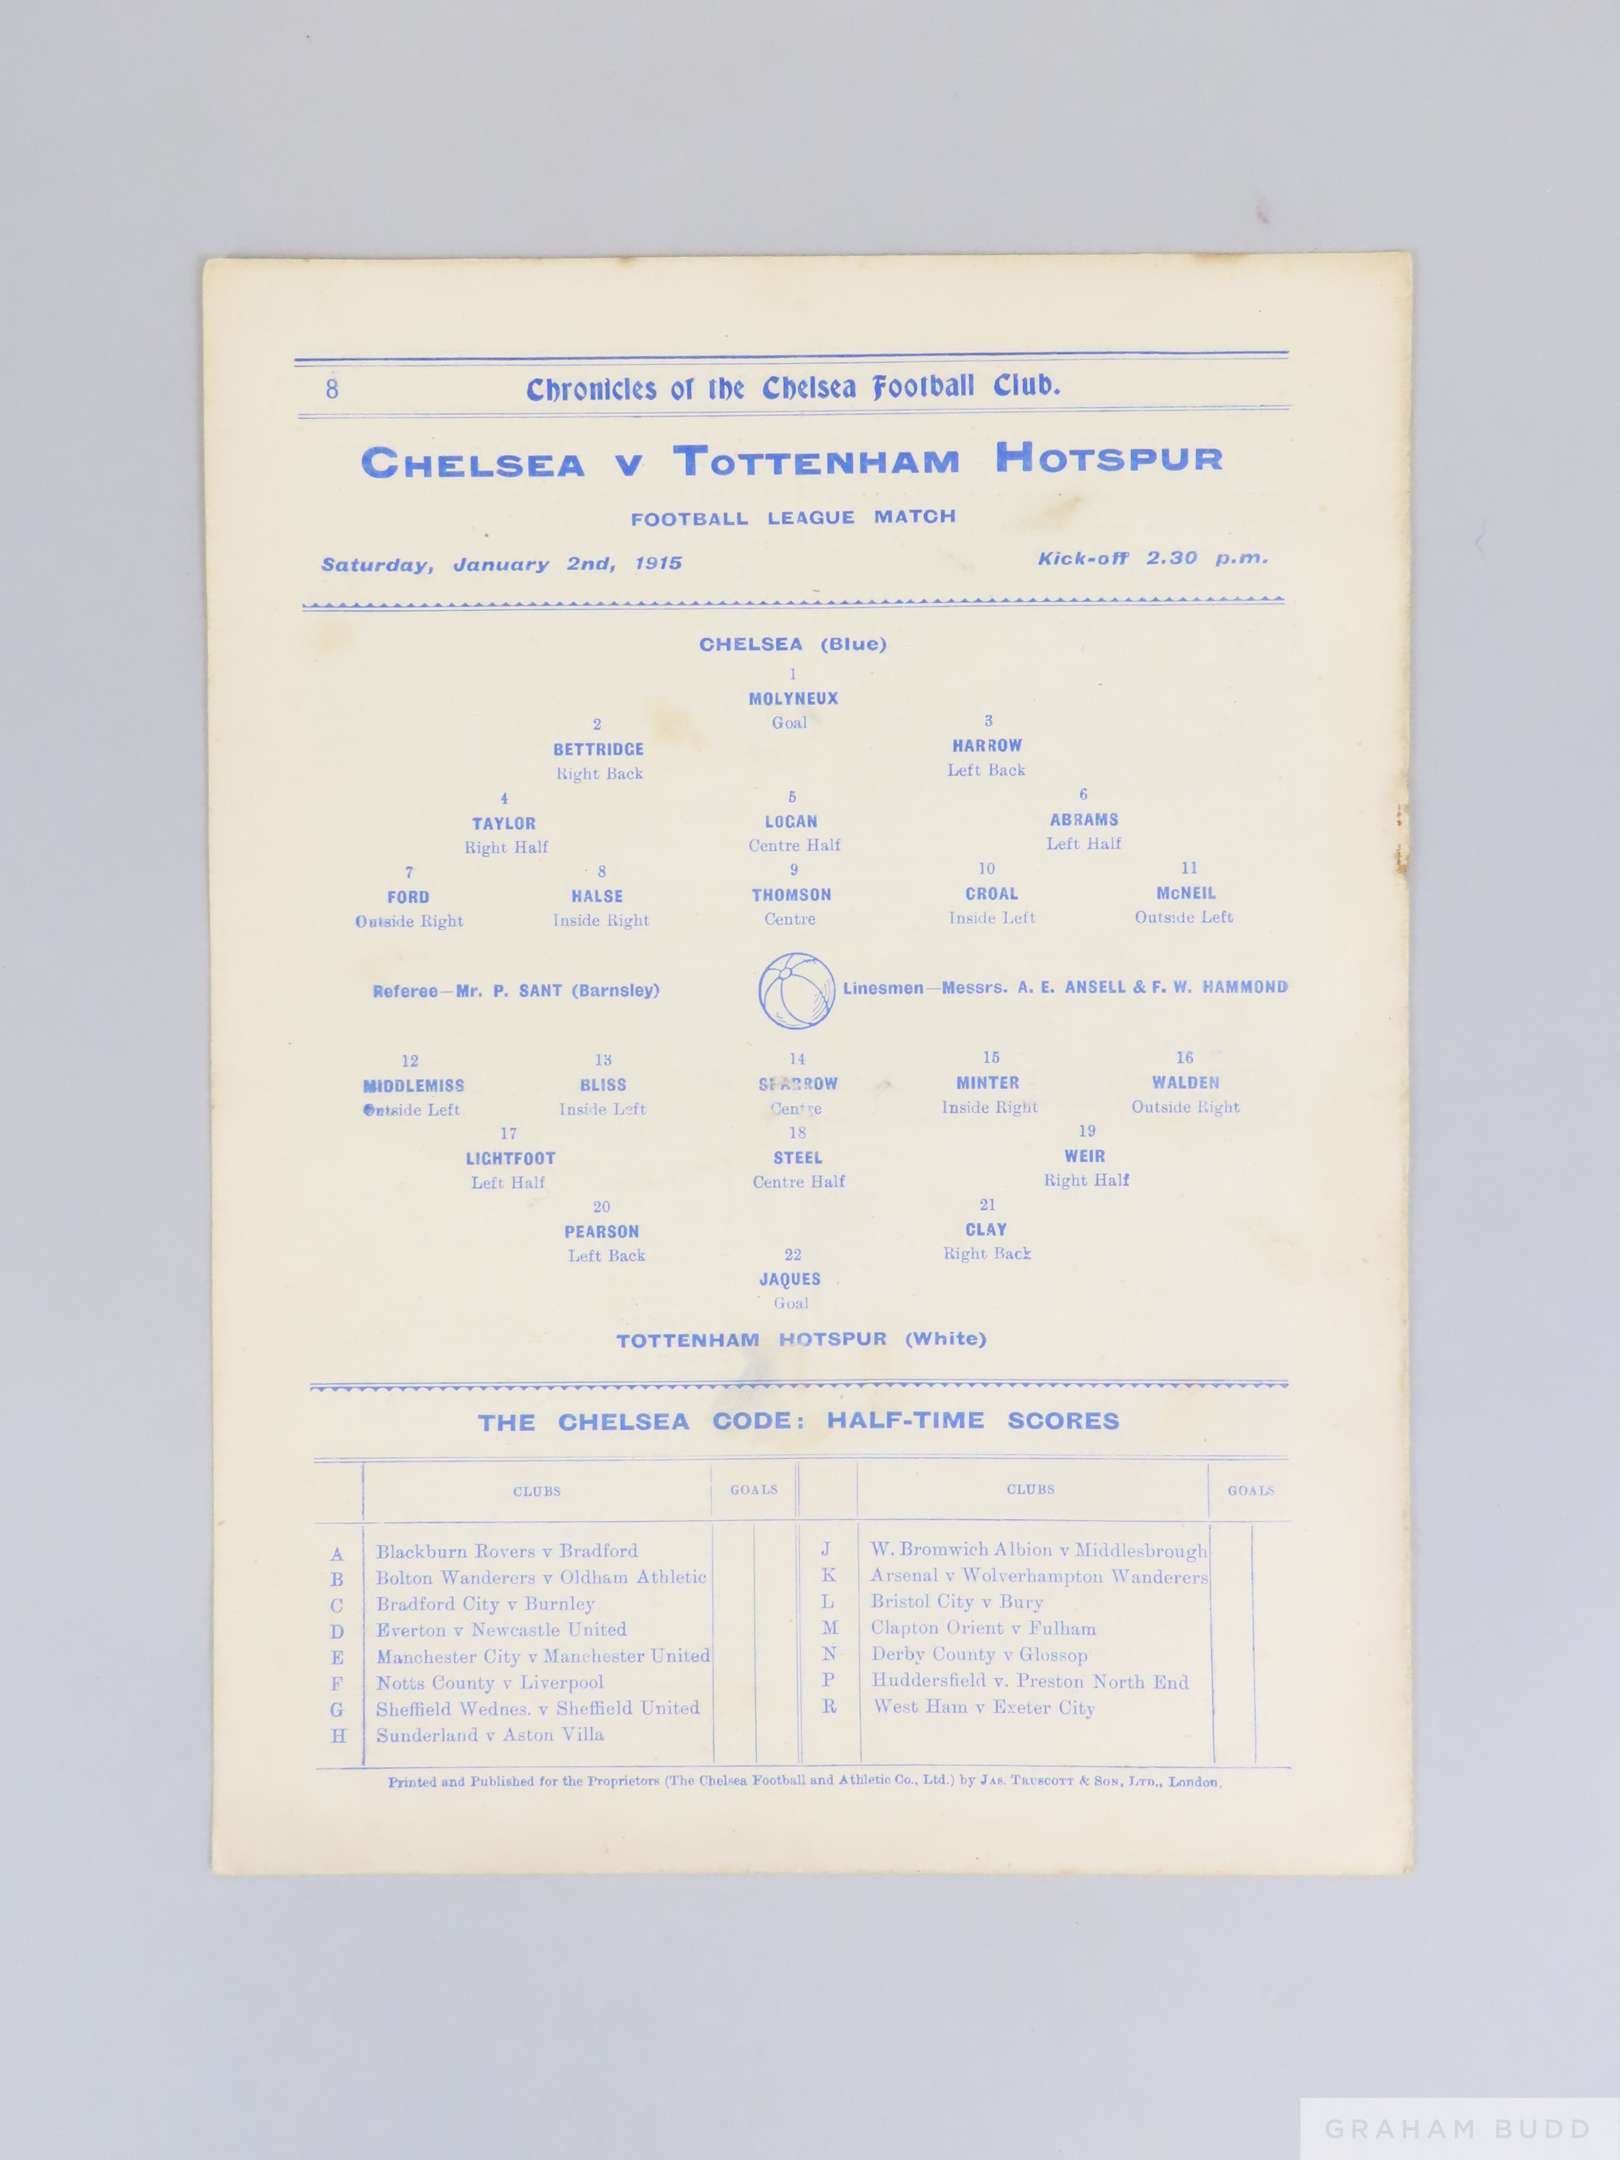 8 Chronicles of the Chelsea Football Club.
CHELSEA V TOTTENHAM HOTSPUR
FOOTBALL LEAGUE MATCH
Saturday, January 2nd, 1915 Kick-off 2.30 p.m.
CHELSEA (Blue)
1
MOLYNEUX
Goal
2 3
BETTRIDGE HARROW
Right Back Left Back
4 5 6
TAYLOR LOGAN ABRAMS
Right Half Centre Half Left Half
7 8 9 10 11
FORD HALSE THOMSON CROAL McNEIL
Outside Right Inside Right Centre Inside Left Outside Left
Referee—Mr. P. SANT (Barnsley) Linesmen—Messrs. A. E. ANSELL & F. W. HAMMOND
12 13 14 15 16
MIDDLEMISS BLISS SPARROW MINTER WALDEN
Outside Left Inside Left Centre Inside Right Outside Right
17 18 19
LIGHTFOOT STEEL WEIR
Left Half Centre Half Right Half
20 21
PEARSON CLAY
Left Back Right Back
22
JAQUES
Goal
TOTTENHAM HOTSPUR (White)
THE CHELSEA CODE: HALF-TIME SCORES
CLUBS GOALS CLUBS GOALS
A Blackburn Rovers v Bradford J W. Bromwich Albion v Middlesbrough
B Bolton Wanderers v Oldham Athletic K Arsenal v Wolverhampton Wanderers
C Bradford City v Burnley L Bristol City v Bury
D Everton v Newcastle United M Clapton Orient v Fulham
E Manchester City v Manchester United N Derby County v Glossop
F Notts County v Liverpool P Huddersfield v. Preston North End
G Sheffield Wednes. v Sheffield United R West Ham v Exeter City
H Sunderland v Aston Villa
Printed and Published for the Proprietors (The Chelsea Football and Athletic Co., Ltd.) by JAS. TRUSCOTT & SON, LTD., London.
GRAHAM BUDD